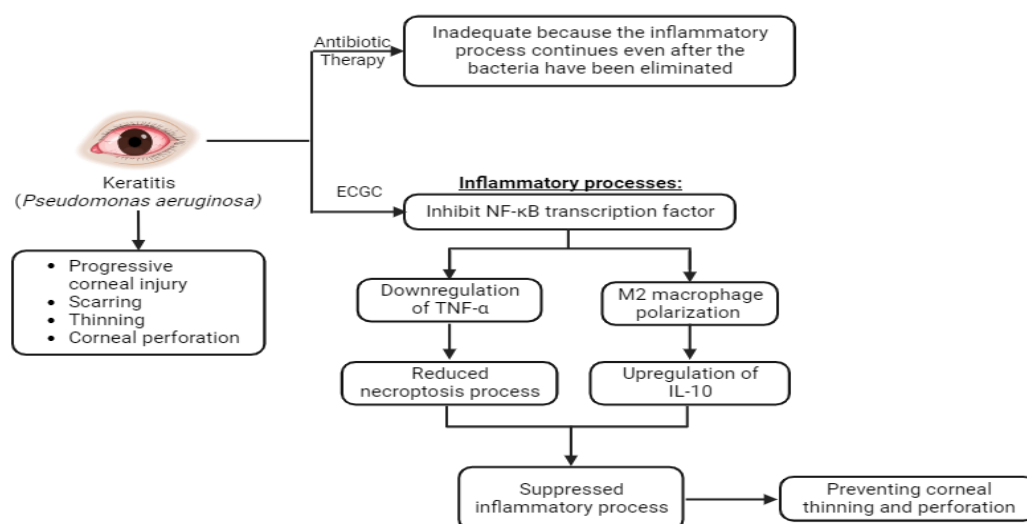 Antibiotic
Therapy
Inadequate because the inflammatory
process continues even after the
bacteria have been eliminated
Keratitis
(Pseudomonas aeruginosa)
• Progressive
corneal injury
• Scarring
• Thinning
• Corneal perforation
ECGC
Inflammatory processes:
Inhibit NF-κB transcription factor
Downregulation
of TNF-α
M2 macrophage
polarization
Reduced
necroptosis process
Upregulation of
IL-10
Suppressed
inflammatory process
Preventing corneal
thinning and perforation